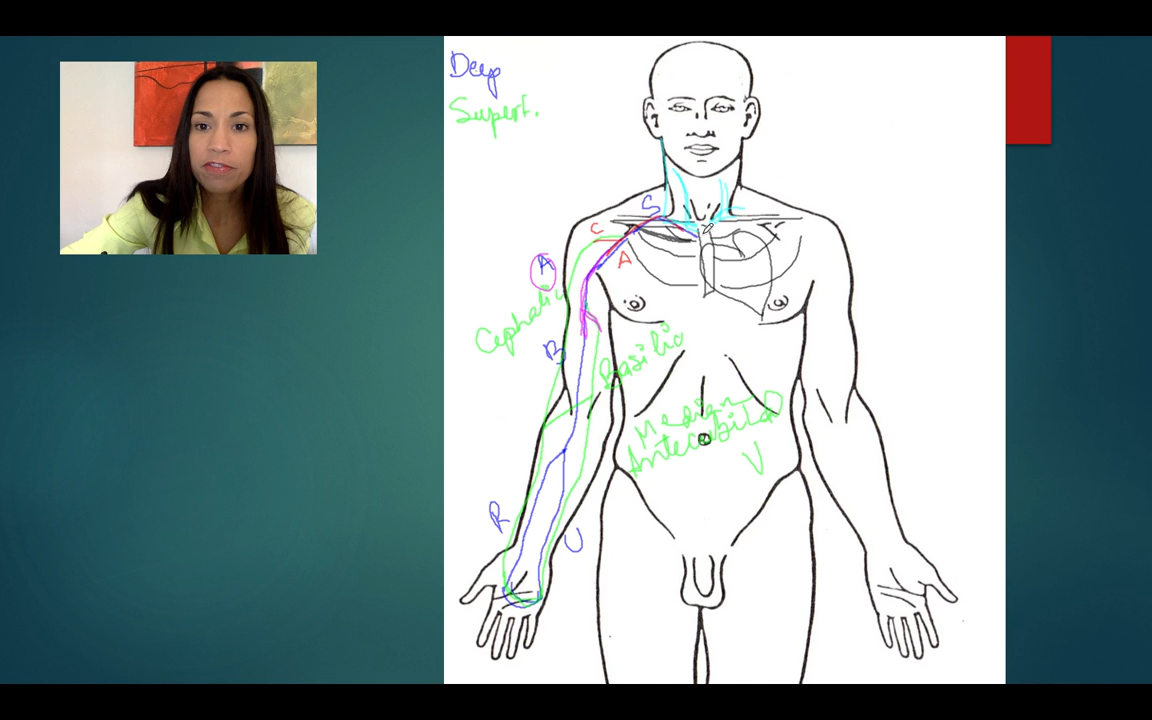 Deep
Superf.
S
C
A
A
Cephalic
B
Basilic
Median
Antecubital
V
R
U